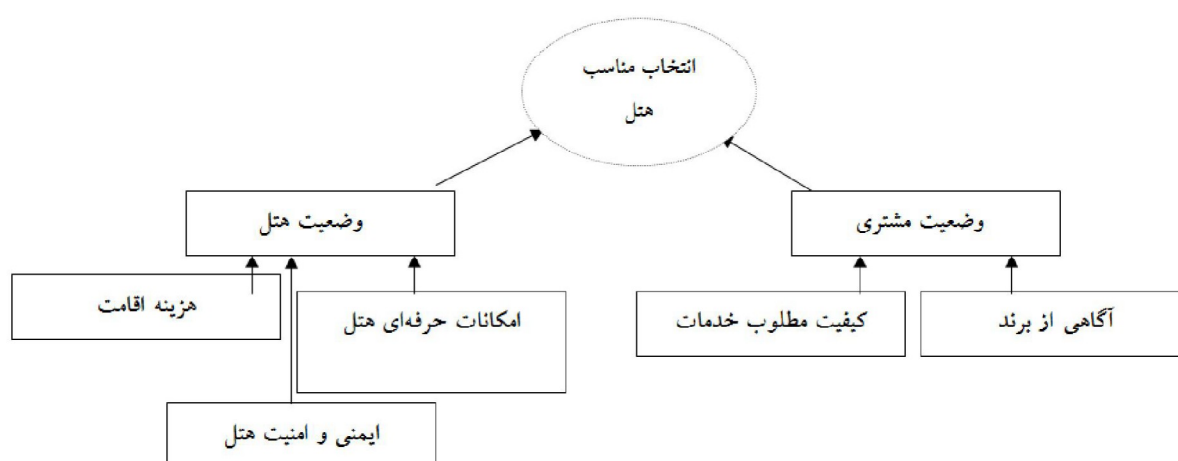 انتخاب مناسب
هتل
وضعیت مشتری
وضعیت هتل
آگاهی از برند
کیفیت مطلوب خدمات
امکانات حرفه‌ای هتل
هزینه اقامت
ایمنی و امنیت هتل